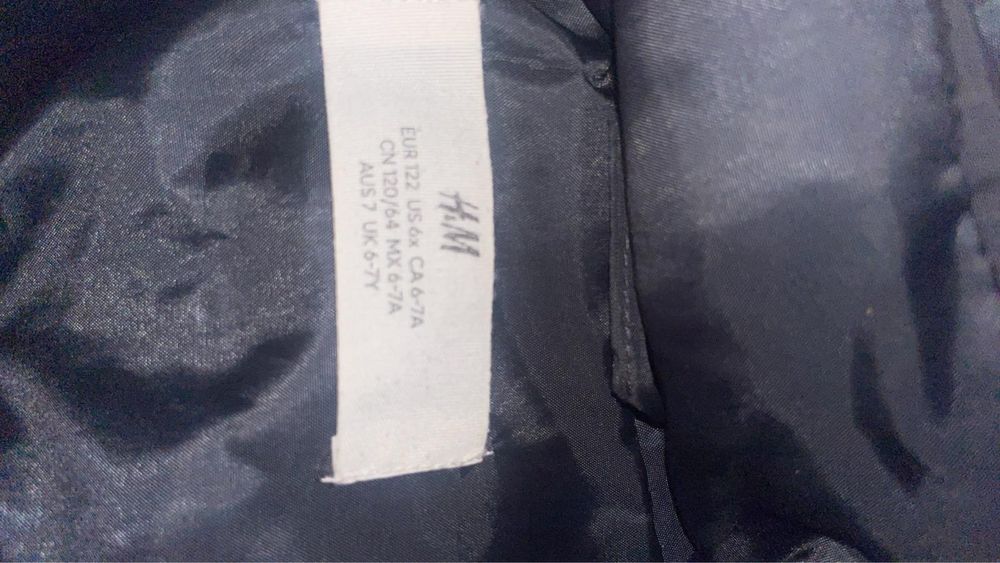 H&M
EUR 122 US 6x CA 6-7A
CN 120/64 MX 6-7A
AUS 7 UK 6-7Y